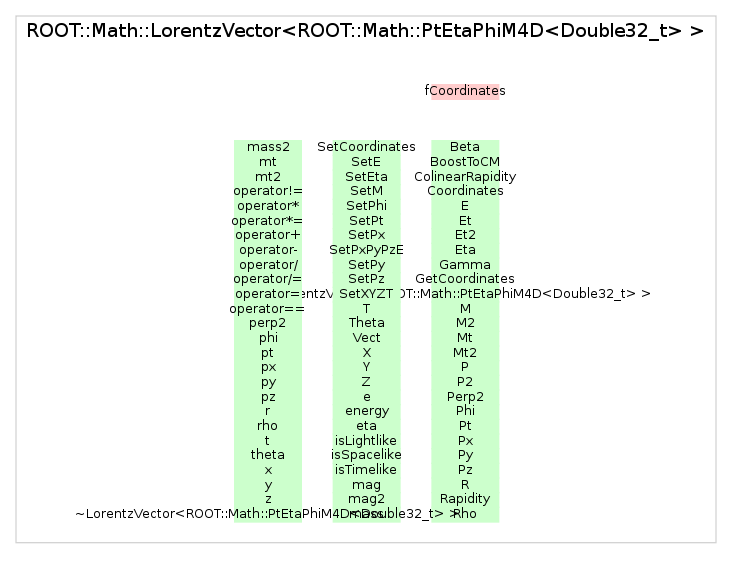 ROOT::Math::LorentzVector<ROOT::Math::PtEtaPhiM4D<Double32_t> >
fCoordinates
mass2 SetCoordinates Beta
mt SetE BoostToCM
mt2 SetEta ColinearRapidity
operator!= SetM Coordinates
operator* SetPhi E
operator*= SetPt Et
operator+ SetPx Et2
operator- SetPxPyPzE Eta
operator/ SetPy Gamma
operator/= SetPz GetCoordinates
operator= SetXYZT OT::Math::PtEtaPhiM4D<Double32_t> >
operator== T M
perp2 Theta M2
phi Vect Mt
pt X Mt2
px Y P
py Z P2
pz e Perp2
r energy Phi
rho eta Pt
t isLightlike Px
theta isSpacelike Py
x isTimelike Pz
y mag R
z mag2 Rapidity
~LorentzVector<ROOT::Math::PtEtaPhiM4D<Double32_t> > mass Rho